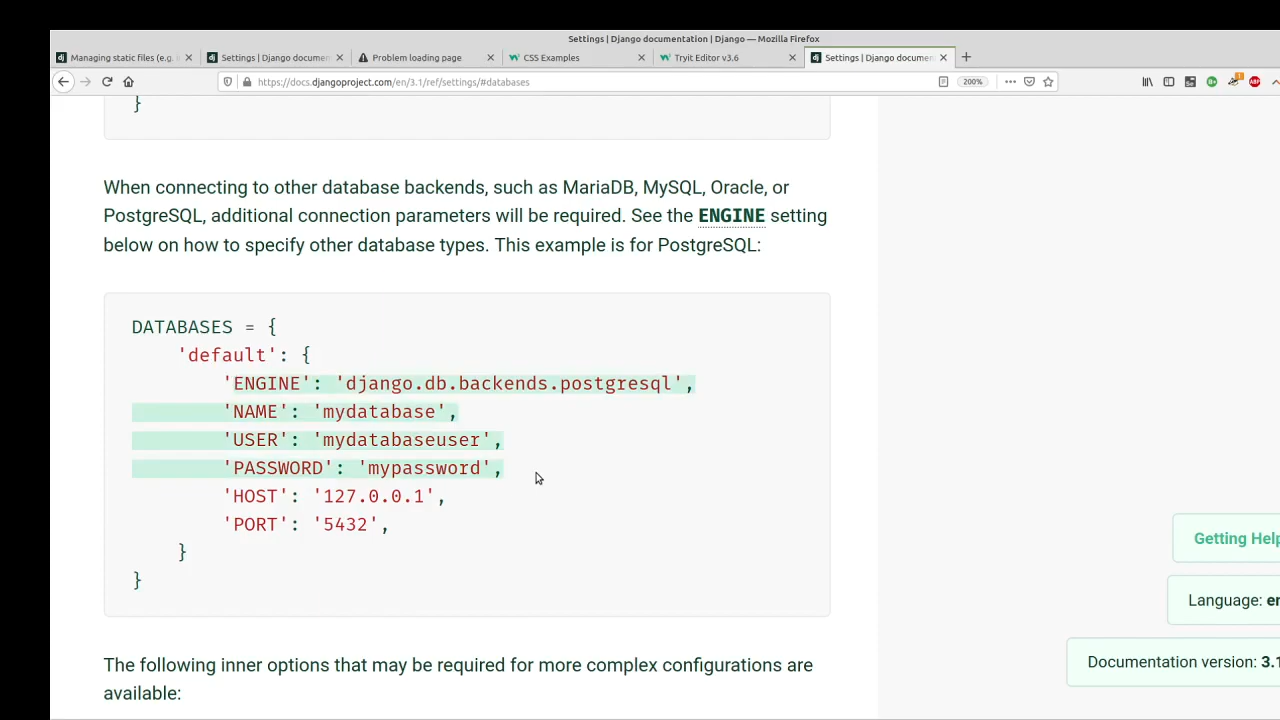 Settings | Django documentation | Django — Mozilla Firefox
dj Managing static files (e.g. i
dj Settings | Django documen
Problem loading page
CSS Examples
Tryit Editor v3.6
dj Settings | Django documen
https://docs.djangoproject.com/en/3.1/ref/settings/#databases
200%
ABP
}
When connecting to other database backends, such as MariaDB, MySQL, Oracle, or
PostgreSQL, additional connection parameters will be required. See the ENGINE setting
below on how to specify other database types. This example is for PostgreSQL:
DATABASES = {
    'default': {
        'ENGINE': 'django.db.backends.postgresql',
        'NAME': 'mydatabase',
        'USER': 'mydatabaseuser',
        'PASSWORD': 'mypassword',
        'HOST': '127.0.0.1',
        'PORT': '5432',
    }
}
Getting Help
Language: en
Documentation version: 3.1
The following inner options that may be required for more complex configurations are
available: